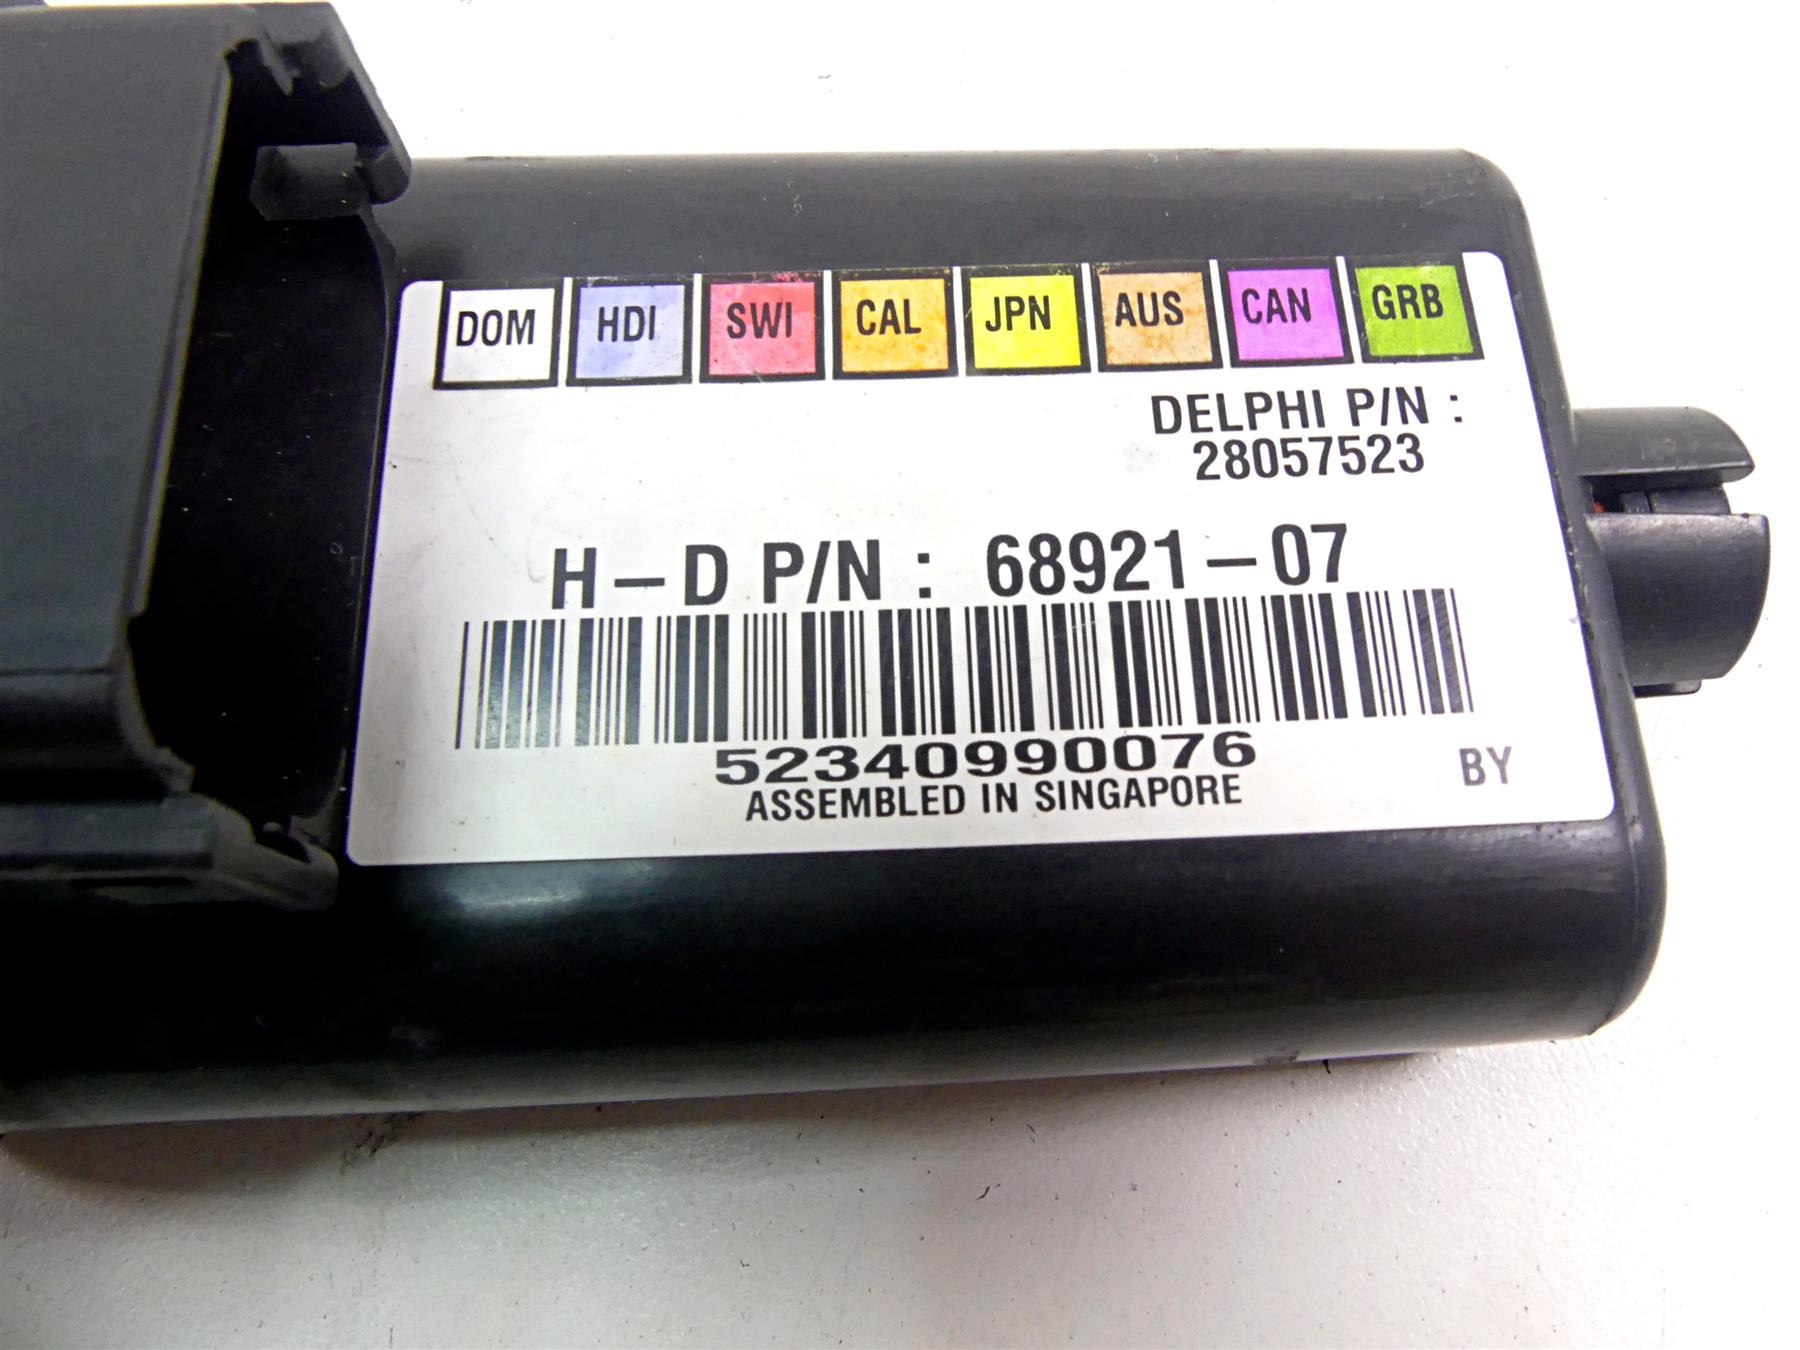 DOM HDI SWI CAL JPN AUS CAN GRB
DELPHI P/N :
28057523
H-D P/N : 68921-07
52340990076
ASSEMBLED IN SINGAPORE
BY